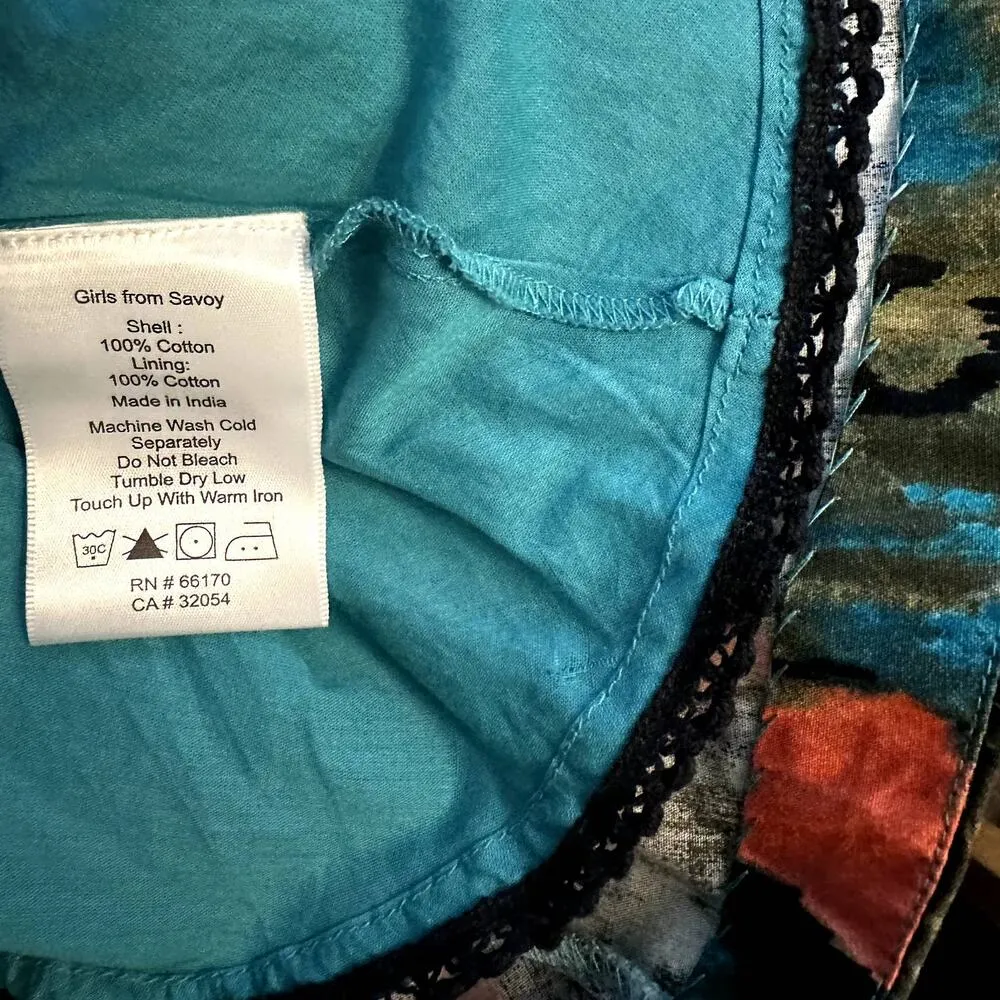 Girls from Savoy
Shell :
100% Cotton
Lining:
100% Cotton
Made in India
Machine Wash Cold
Separately
Do Not Bleach
Tumble Dry Low
Touch Up With Warm Iron
30C
RN # 66170
CA # 32054